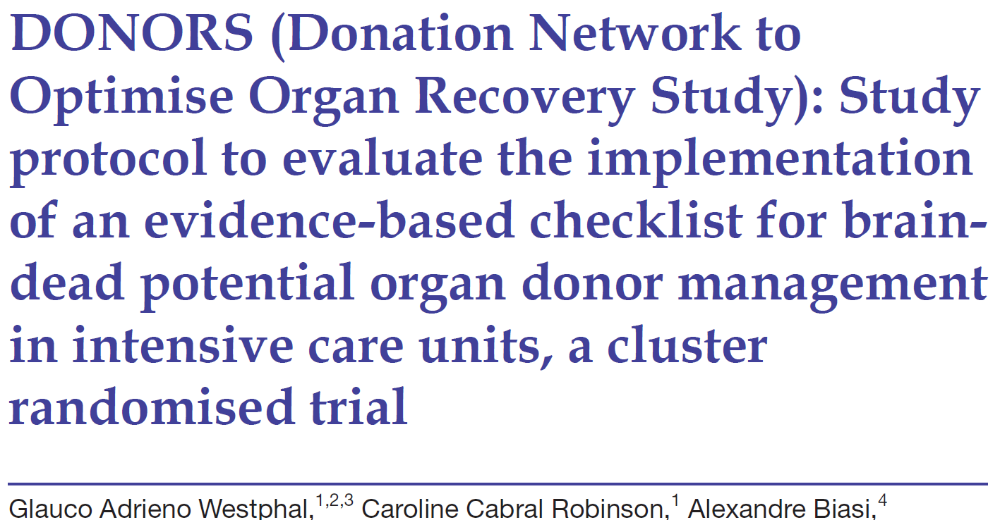 DONORS (Donation Network to
Optimise Organ Recovery Study): Study
protocol to evaluate the implementation
of an evidence-based checklist for brain-
dead potential organ donor management
in intensive care units, a cluster
randomised trial
Glauco Adrieno Westphal,1,2,3 Caroline Cabral Robinson,1 Alexandre Biasi,4